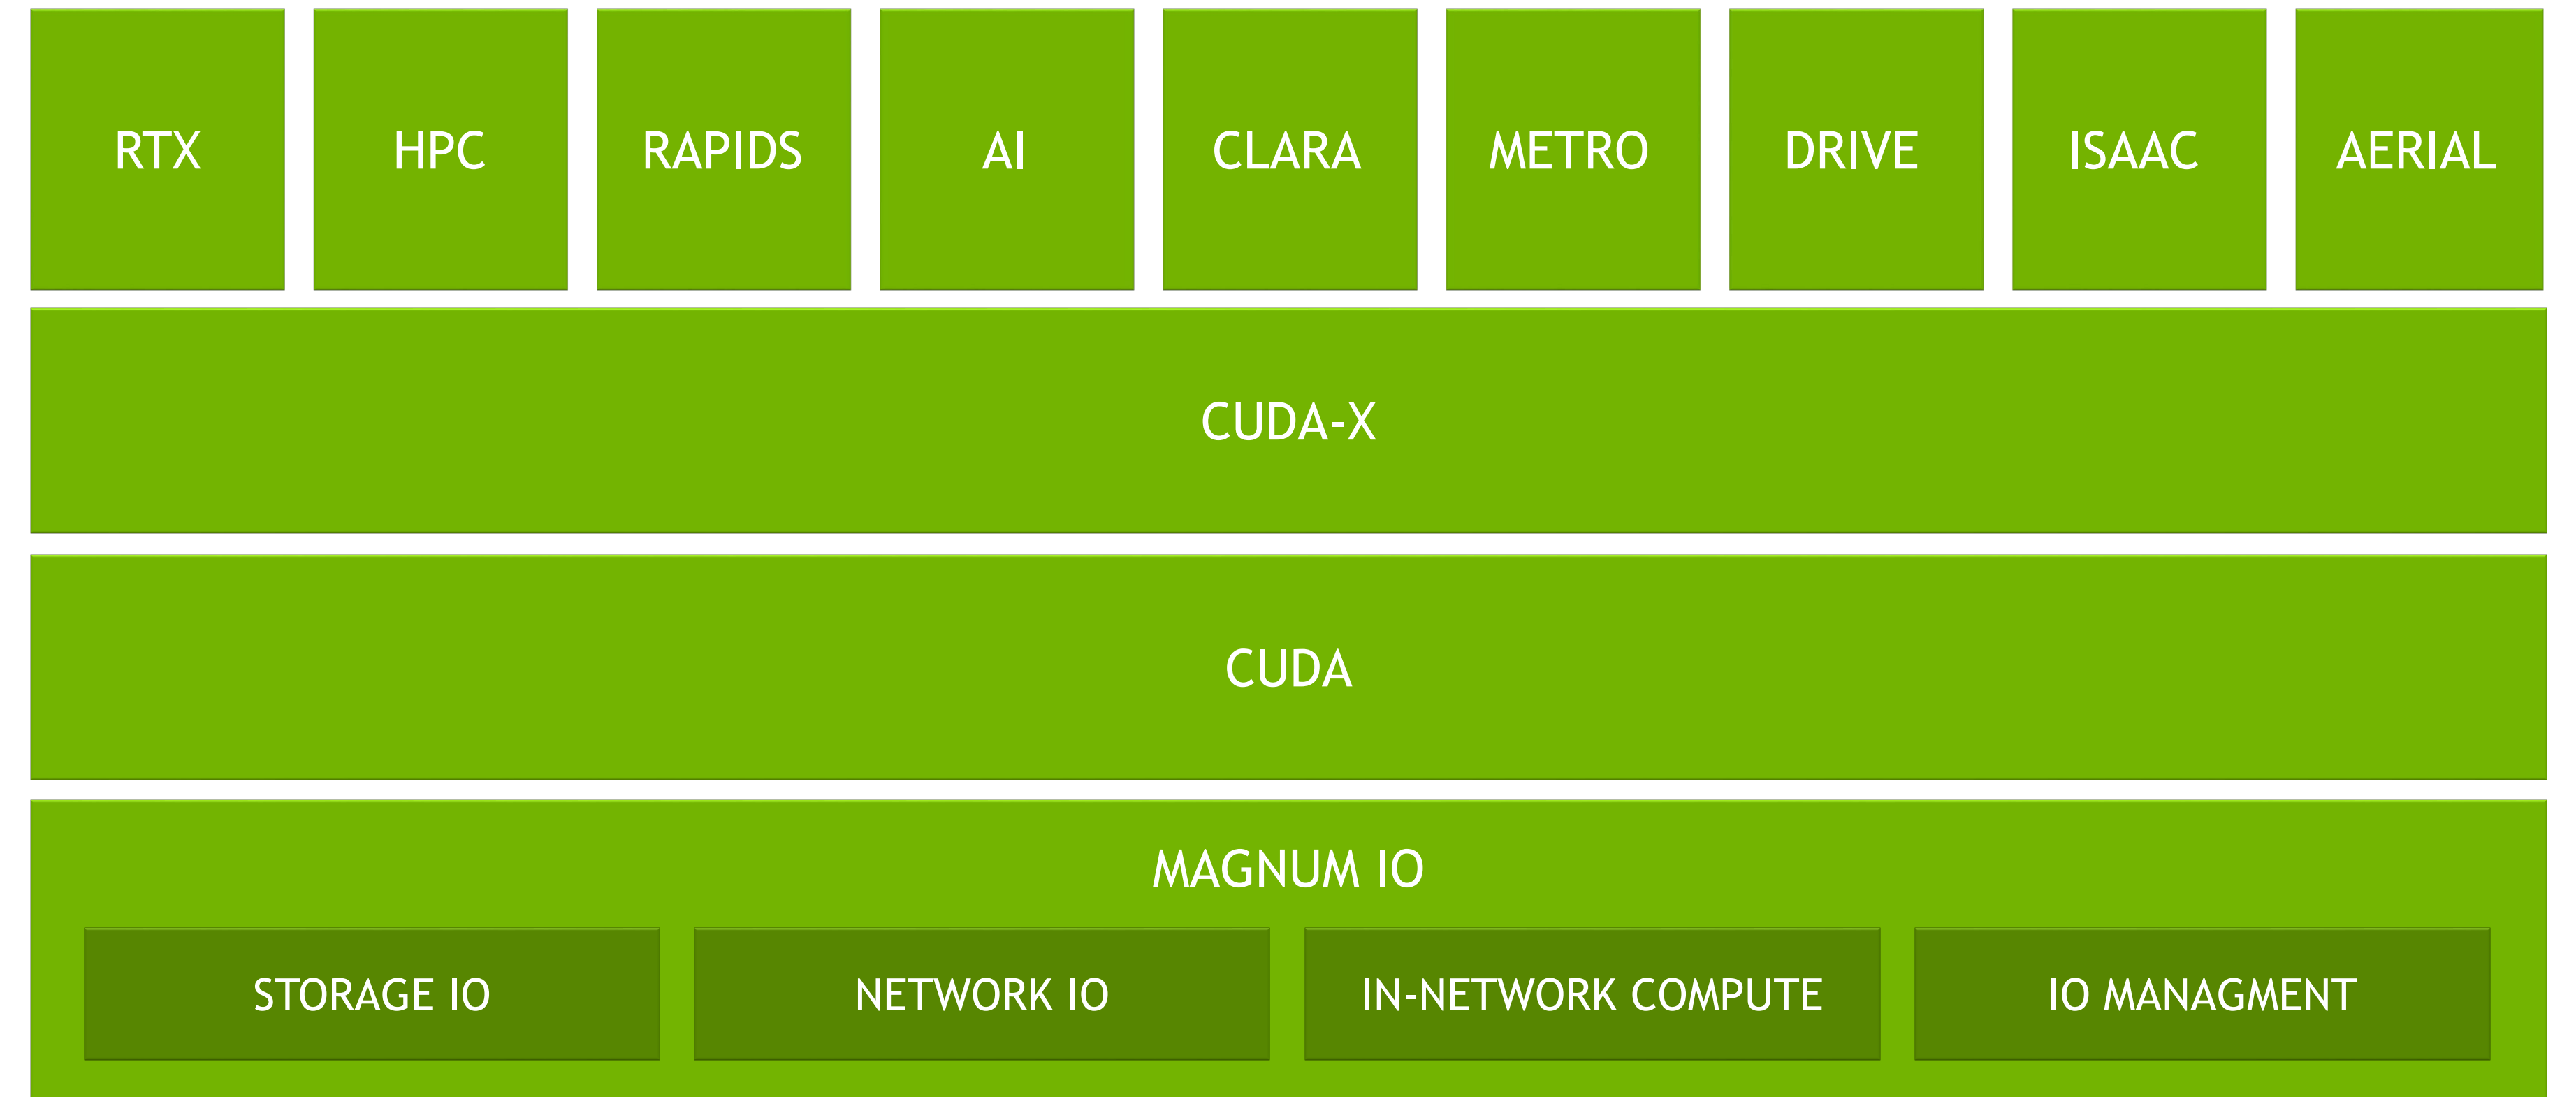 RTX
HPC
RAPIDS
AI
CLARA
METRO
DRIVE
ISAAC
AERIAL
CUDA-X
CUDA
MAGNUM IO
STORAGE IO
NETWORK IO
IN-NETWORK COMPUTE
IO MANAGMENT